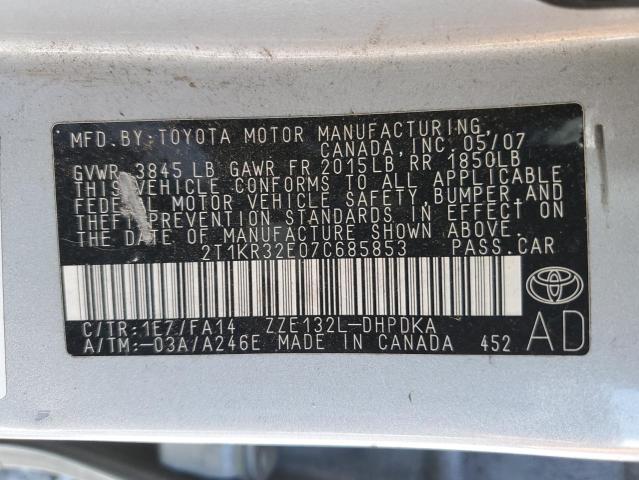 MFD. BY: TOYOTA MOTOR MANUFACTURING,
CANADA, INC. 05/07
GVWR 3845 LB GAWR FR 2015LB RR 1850LB
THIS VEHICLE CONFORMS TO ALL APPLICABLE
FEDERAL MOTOR VEHICLE SAFETY, BUMPER, AND
THEFT PREVENTION STANDARDS IN EFFECT ON
THE DATE OF MANUFACTURE SHOWN ABOVE.
2T1KR32E07C685853 PASS. CAR
C/TR: 1E7/FA14 ZZE132L-DHPDKA
A/TM: -03A/A246E MADE IN CANADA 452
AD